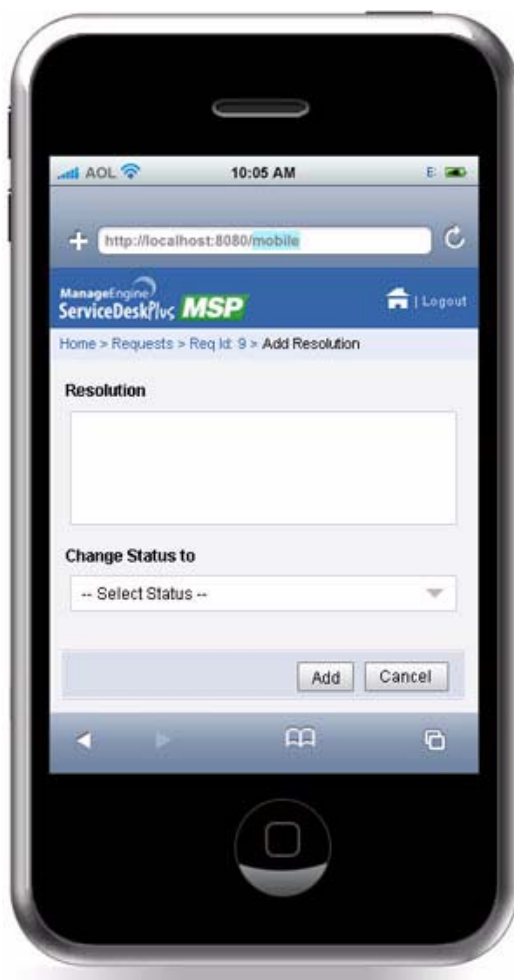 AOL 10:05 AM E:
http://localhost:8080/mobile
ManageEngine
ServiceDeskPlus MSP | Logout
Home > Requests > Req Id: 9 > Add Resolution
Resolution
Change Status to
-- Select Status --
Add Cancel